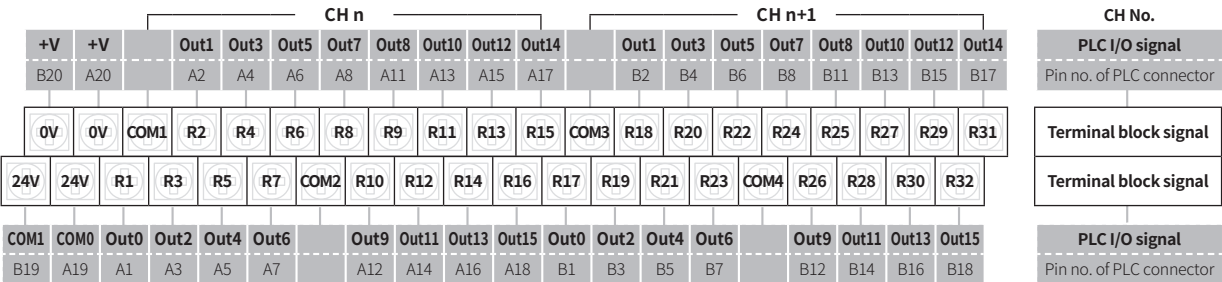 CH n CH n+1 CH No.
+V +V Out1 Out3 Out5 Out7 Out8 Out10 Out12 Out14 Out1 Out3 Out5 Out7 Out8 Out10 Out12 Out14 PLC I/O signal
B20 A20 A2 A4 A6 A8 A11 A13 A15 A17 B2 B4 B6 B8 B11 B13 B15 B17 Pin no. of PLC connector
0V 0V COM1 R2 R4 R6 R8 R9 R11 R13 R15 COM3 R18 R20 R22 R24 R25 R27 R29 R31 Terminal block signal
24V 24V R1 R3 R5 R7 COM2 R10 R12 R14 R16 R17 R19 R21 R23 COM4 R26 R28 R30 R32 Terminal block signal
COM1 COM0 Out0 Out2 Out4 Out6 Out9 Out11 Out13 Out15 Out0 Out2 Out4 Out6 Out9 Out11 Out13 Out15 PLC I/O signal
B19 A19 A1 A3 A5 A7 A12 A14 A16 A18 B1 B3 B5 B7 B12 B14 B16 B18 Pin no. of PLC connector